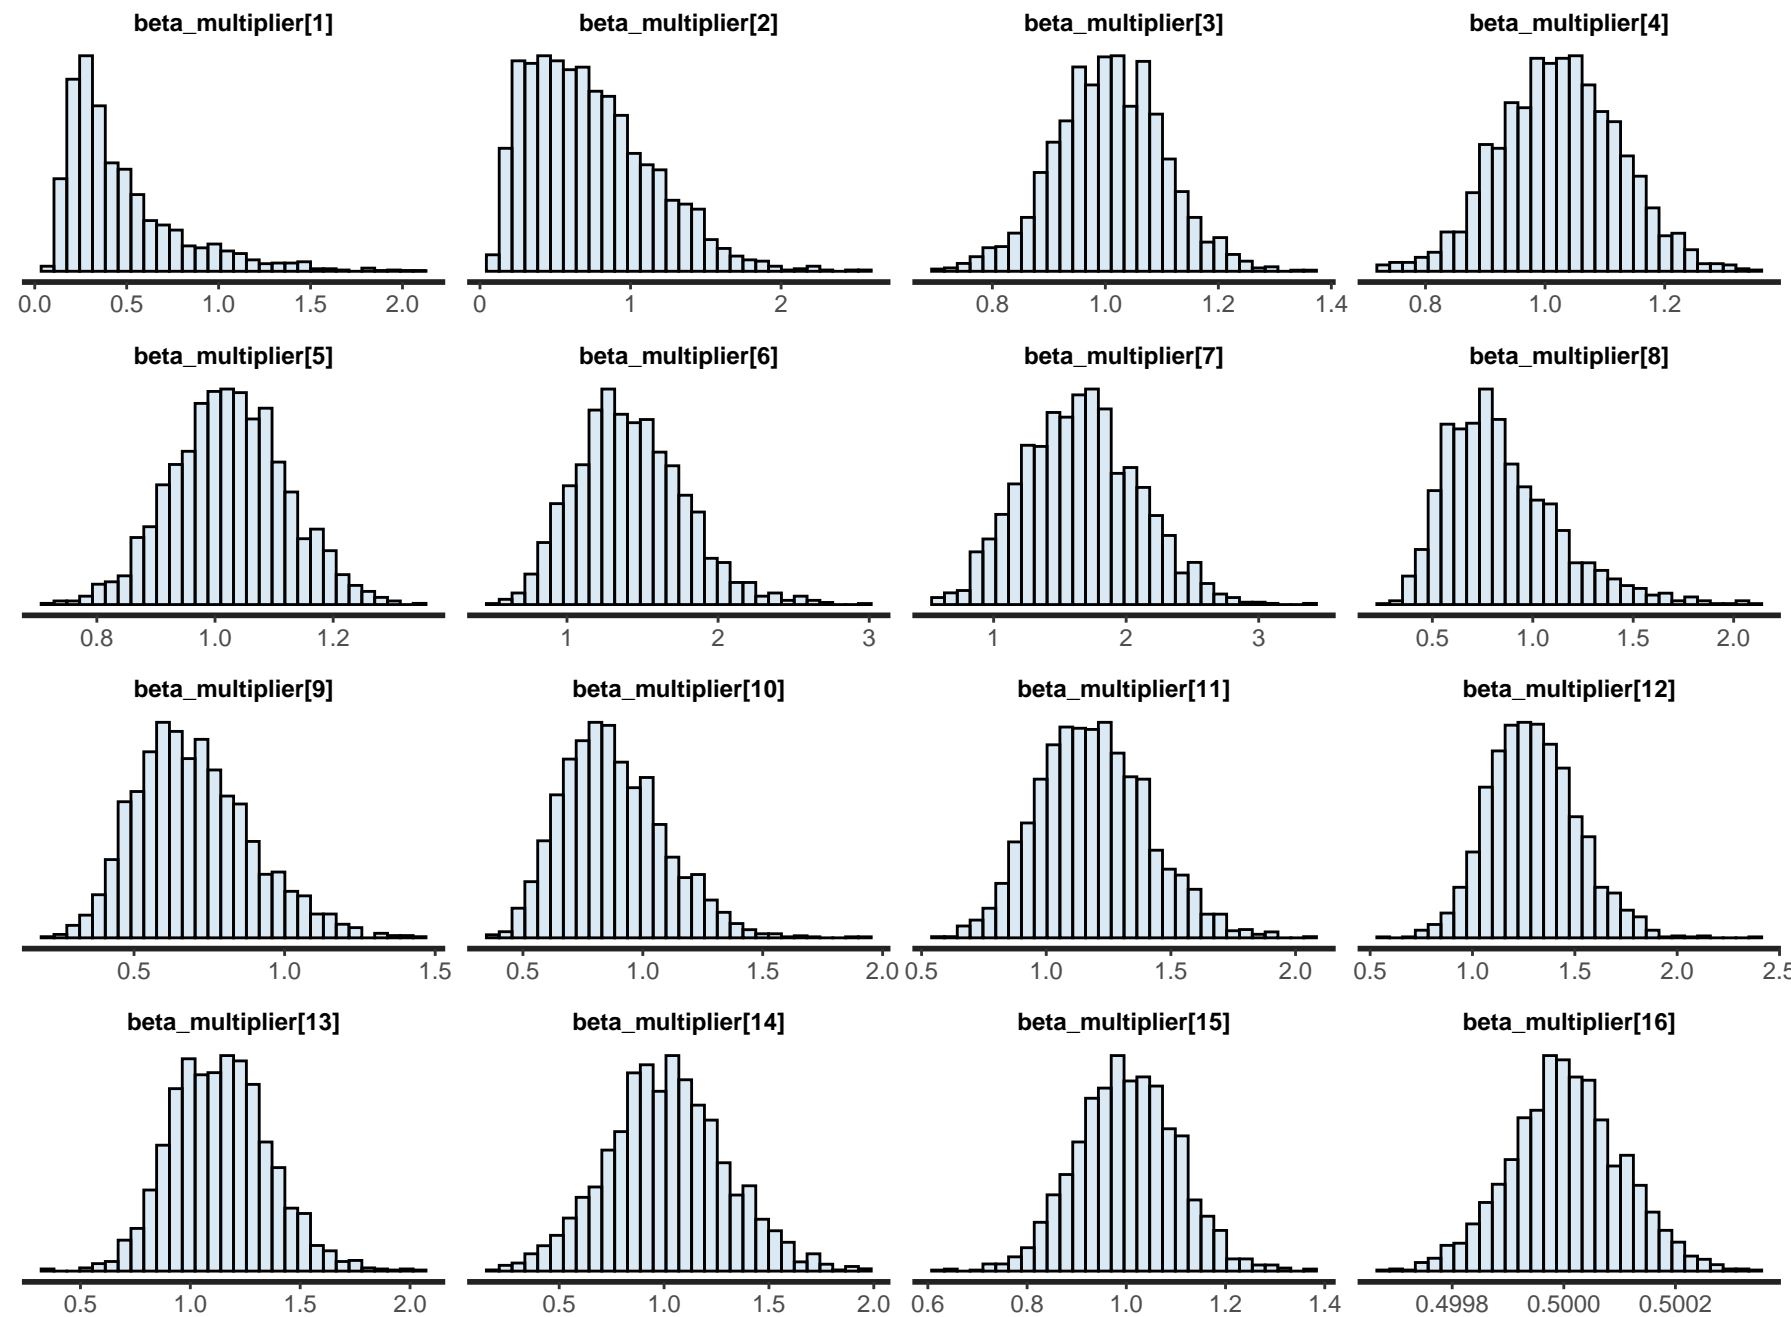 beta_multiplier[1] beta_multiplier[2] beta_multiplier[3] beta_multiplier[4]
0.0 0.5 1.0 1.5 2.0 0 1 2 0.8 1.0 1.2 1.4 0.8 1.0 1.2
beta_multiplier[5] beta_multiplier[6] beta_multiplier[7] beta_multiplier[8]
0.8 1.0 1.2 1 2 3 1 2 3 0.5 1.0 1.5 2.0
beta_multiplier[9] beta_multiplier[10] beta_multiplier[11] beta_multiplier[12]
0.5 1.0 1.5 0.5 1.0 1.5 2.0 0.5 1.0 1.5 2.0 0.5 1.0 1.5 2.0 2.5
beta_multiplier[13] beta_multiplier[14] beta_multiplier[15] beta_multiplier[16]
0.5 1.0 1.5 2.0 0.5 1.0 1.5 2.0 0.6 0.8 1.0 1.2 1.4 0.4998 0.5000 0.5002